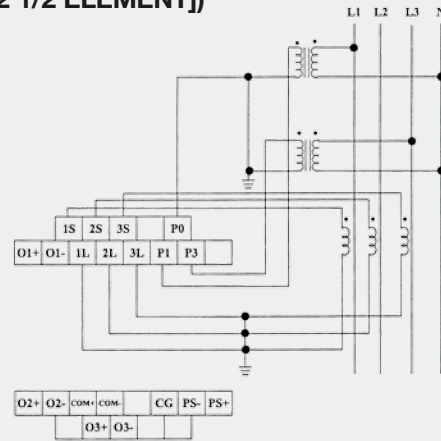 2 1/2 ELEMENT])
L1 L2 L3 N
1S 2S 3S P0
O1+ O1- 1L 2L 3L P1 P3
O2+ O2- COM+ COM- CG PS- PS+
O3+ O3-